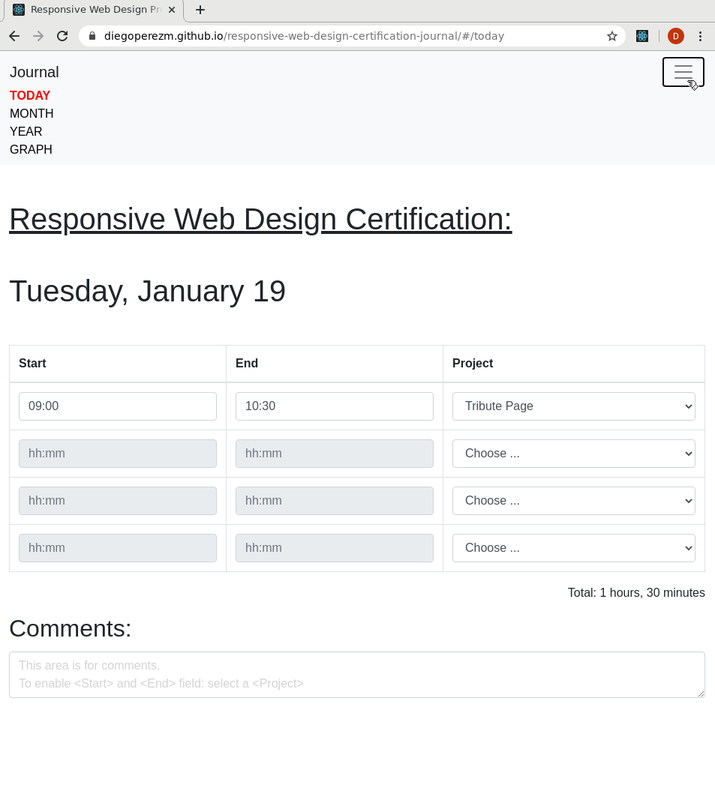 Responsive Web Design Pr
diegoperezm.github.io/responsive-web-design-certification-journal/#/today
D
Journal
TODAY
MONTH
YEAR
GRAPH
Responsive Web Design Certification:
Tuesday, January 19
Start End Project
09:00 10:30 Tribute Page
hh:mm hh:mm Choose ...
hh:mm hh:mm Choose ...
hh:mm hh:mm Choose ...
Total: 1 hours, 30 minutes
Comments:
This area is for comments.
To enable <Start> and <End> field: select a <Project>